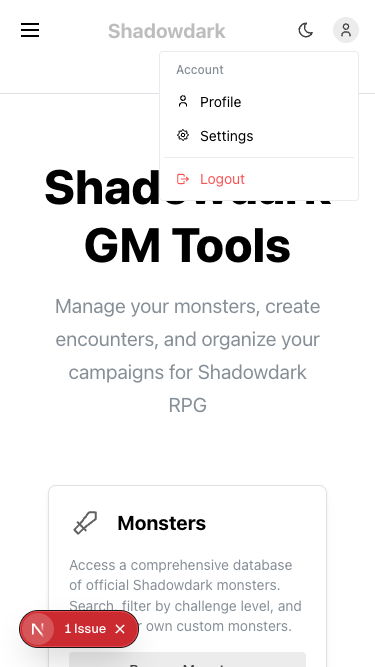 Shadowdark
Account
Profile
Settings
Logout
Shadowdark
GM Tools
Manage your monsters, create
encounters, and organize your
campaigns for Shadowdark
RPG
Monsters
Access a comprehensive database
of official Shadowdark monsters.
Search, filter by challenge level, and
own custom monsters.
1 Issue